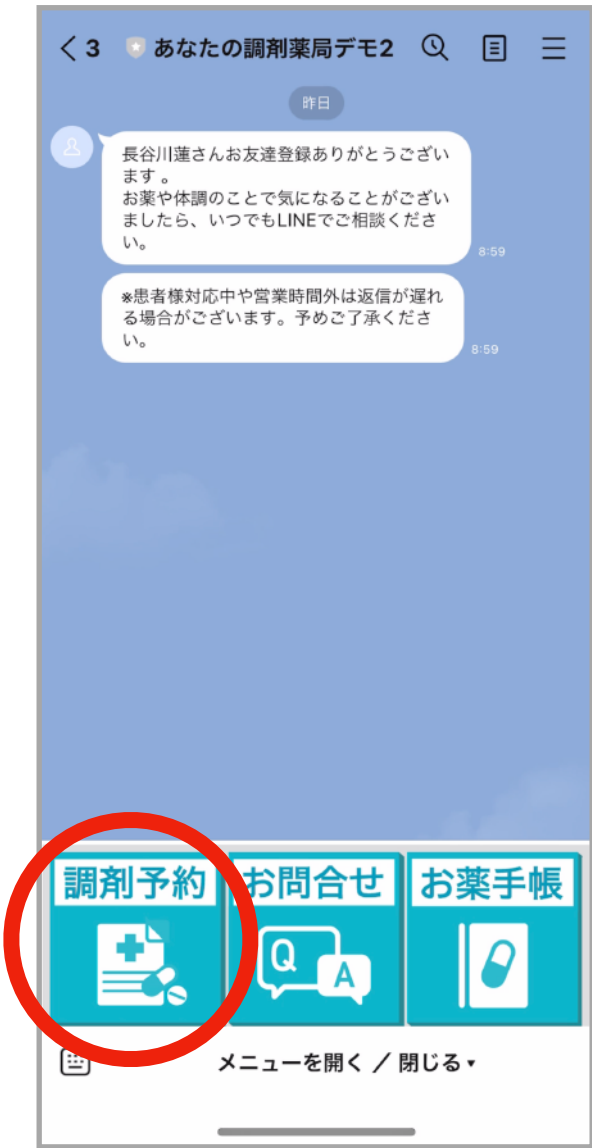 3 あなたの調剤薬局デモ2
昨日
長谷川蓮さんお友達登録ありがとうござい
ます。
お薬や体調のことで気になることがござい
ましたら、いつでもLINEでご相談くださ
い。
8:59
※患者様対応中や営業時間外は返信が遅れ
る場合がございます。予めご了承くださ
い。
8:59
調剤予約 お問合せ お薬手帳
Q A
メニューを開く / 閉じる▾